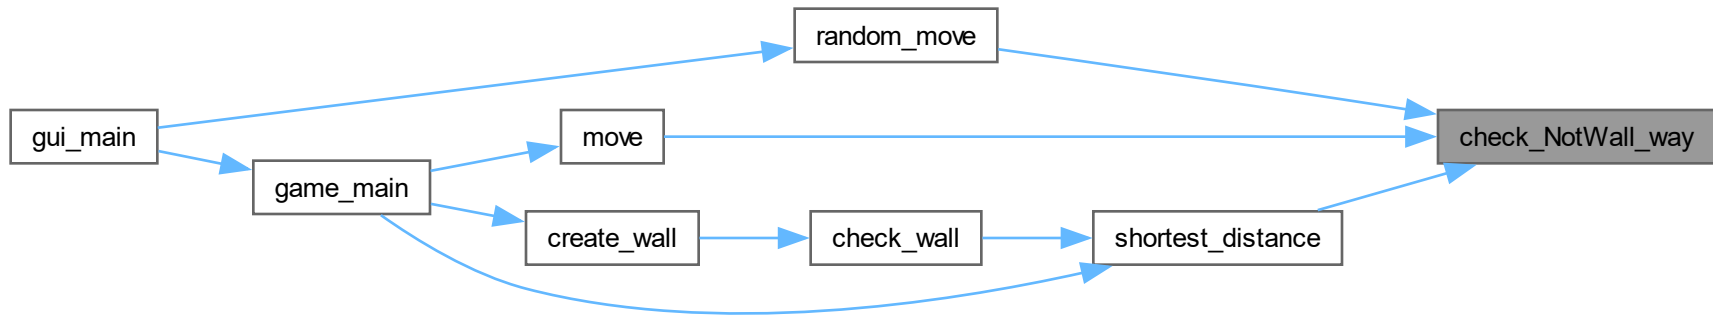 random_move
gui_main
move
check_NotWall_way
game_main
create_wall
check_wall
shortest_distance